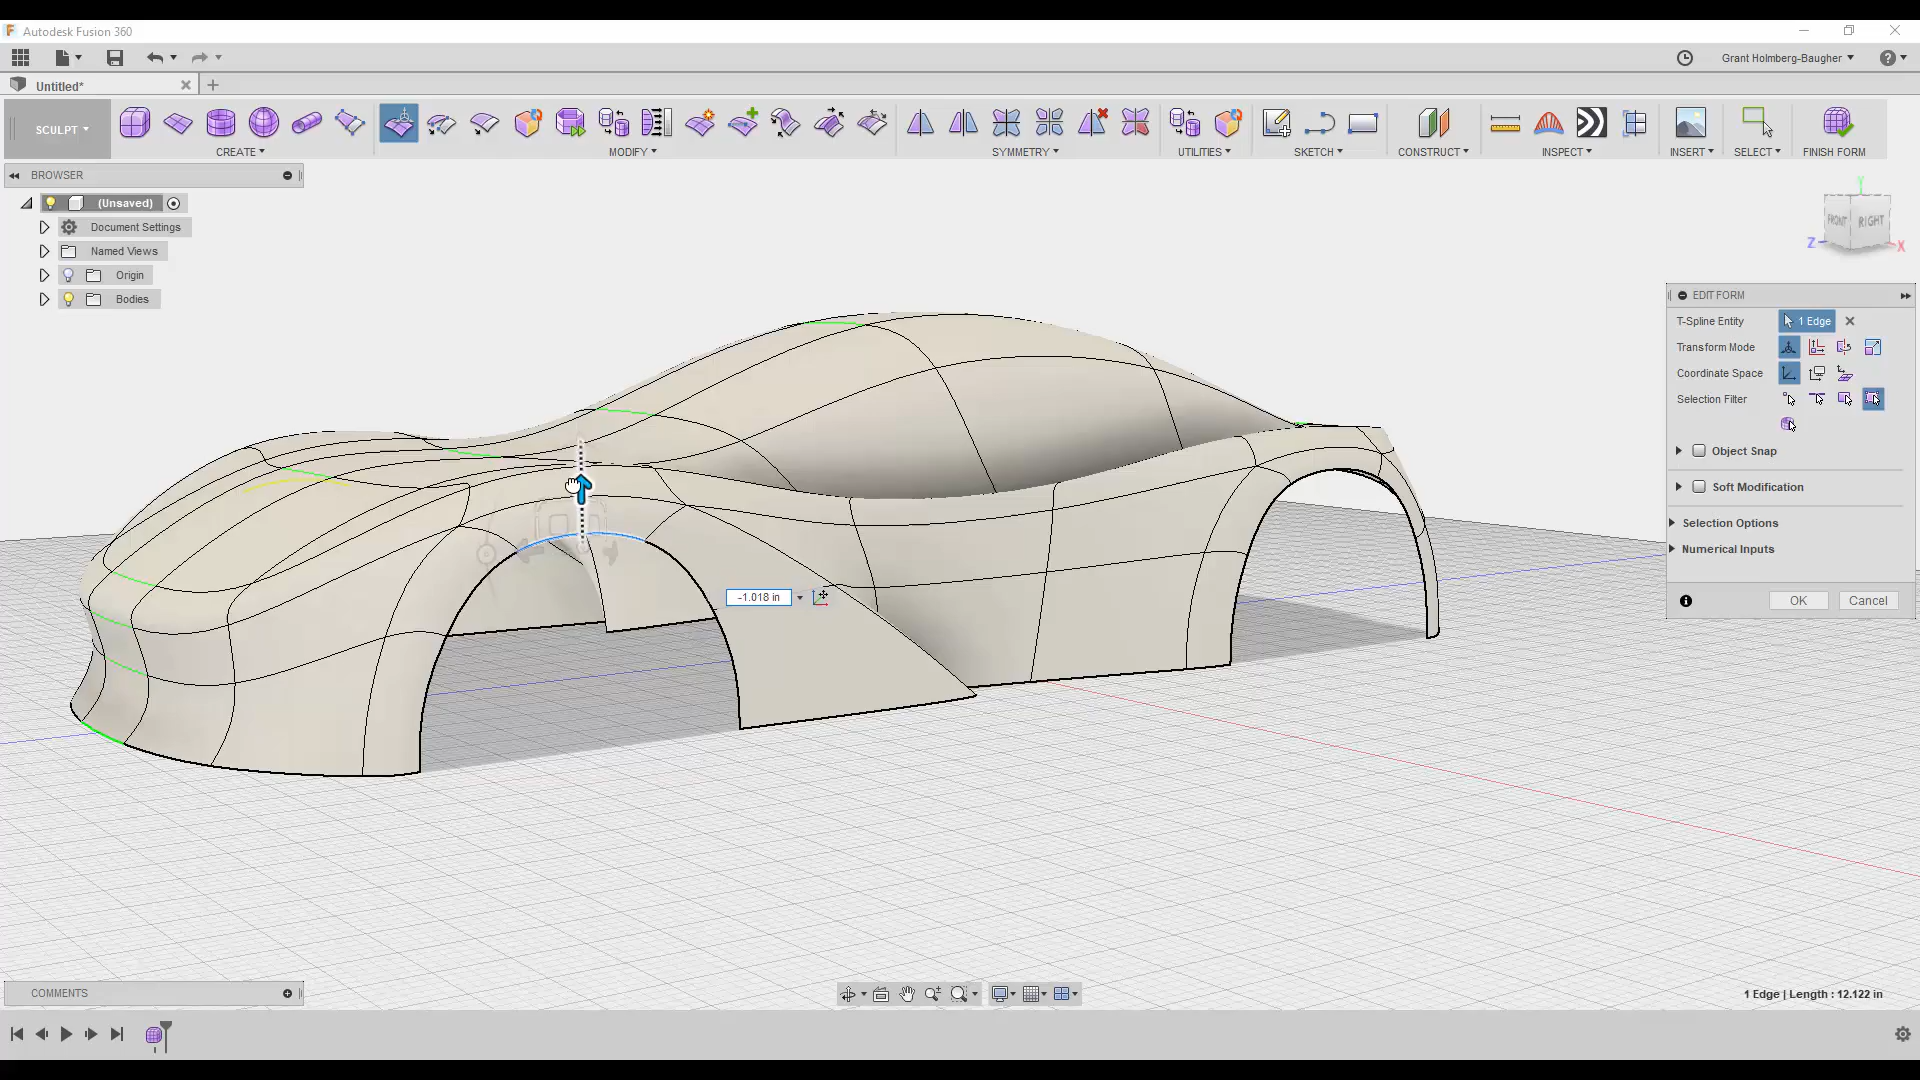 Autodesk Fusion 360
Grant Holmberg-Baugher
Untitled*
SCULPT
CREATE
MODIFY
SYMMETRY
UTILITIES
SKETCH
CONSTRUCT
INSPECT
INSERT
SELECT
FINISH FORM
BROWSER
(Unsaved)
Document Settings
Named Views
Origin
Bodies
Y
FRONT RIGHT
Z X
EDIT FORM
T-Spline Entity 1 Edge
Transform Mode
Coordinate Space
Selection Filter
Object Snap
Soft Modification
Selection Options
Numerical Inputs
OK Cancel
-1.018 in
COMMENTS
1 Edge | Length : 12.122 in